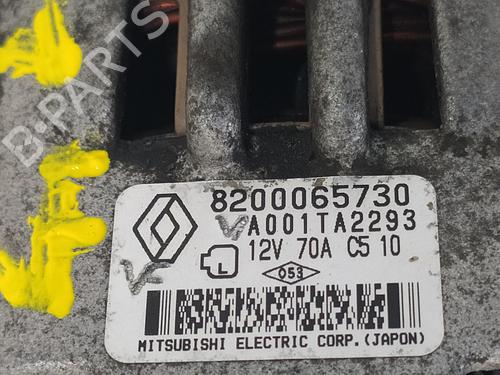 B-PARTS
8200065730
A001TA2293
12V 70A C5 10
L
053
MITSUBISHI ELECTRIC CORP.(JAPON)